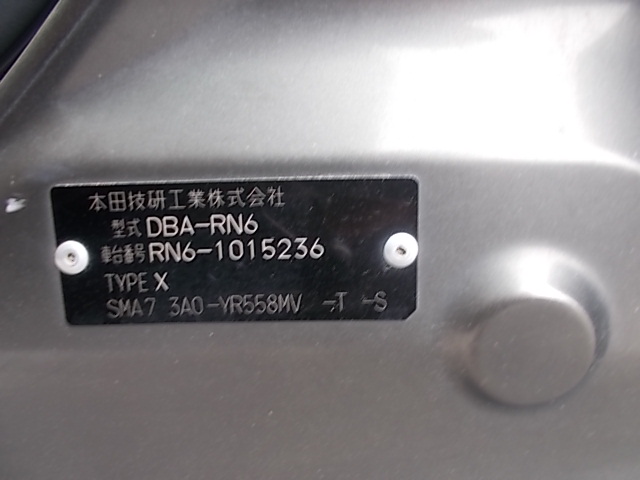 本田技研工業株式会社
型式 DBA-RN6
車台番号 RN6-1015236
TYPE X
SMA7 3A0-YR558MV -T -S